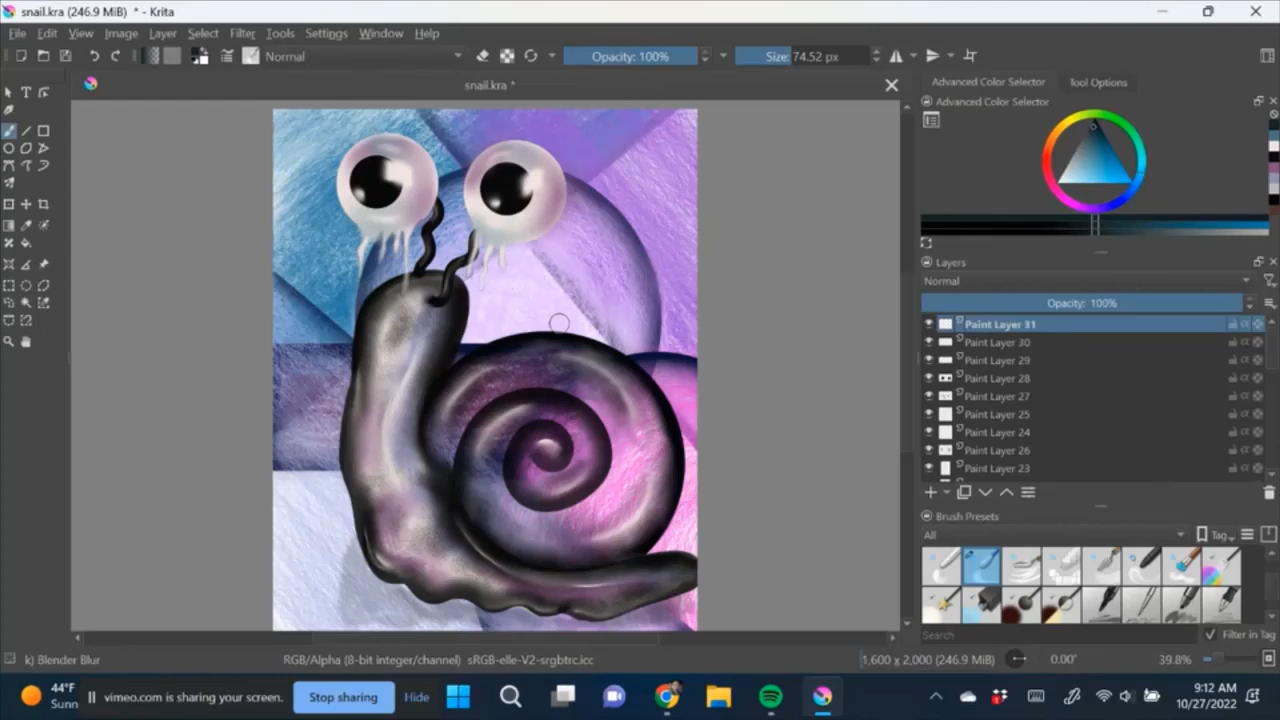 snail.kra (246.9 MiB) * - Krita
File Edit View Image Layer Select Filter Tools Settings Window Help
Normal Opacity: 100% Size: 74.52 px
snail.kra *
Advanced Color Selector Tool Options
Advanced Color Selector
Layers
Normal
Opacity: 100%
Paint Layer 31
Paint Layer 30
Paint Layer 29
Paint Layer 28
Paint Layer 27
Paint Layer 25
Paint Layer 24
Paint Layer 26
Paint Layer 23
Brush Presets
All Tag
Search Filter in Tag
k) Blender Blur RGB/Alpha (8-bit integer/channel) sRGB-elle-V2-srgbtrc.icc 1,600 x 2,000 (246.9 MiB) 0.00° 39.8%
44°F
Sunn
vimeo.com is sharing your screen. Stop sharing Hide
9:12 AM
10/27/2022